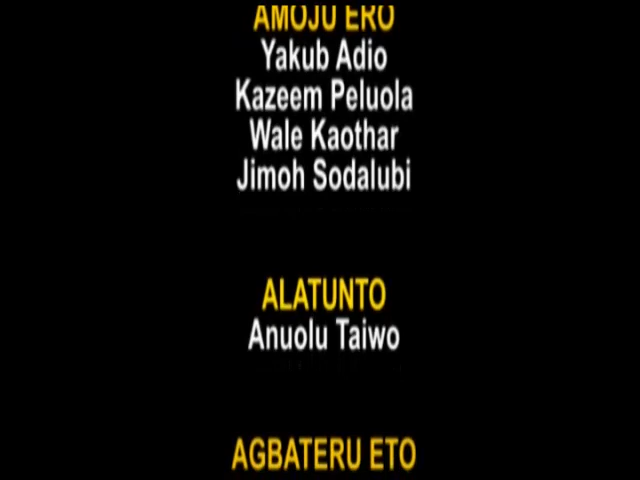 AMOJU ERO
Yakub Adio
Kazeem Peluola
Wale Kaothar
Jimoh Sodalubi
ALATUNTO
Anuolu Taiwo
AGBATERU ETO